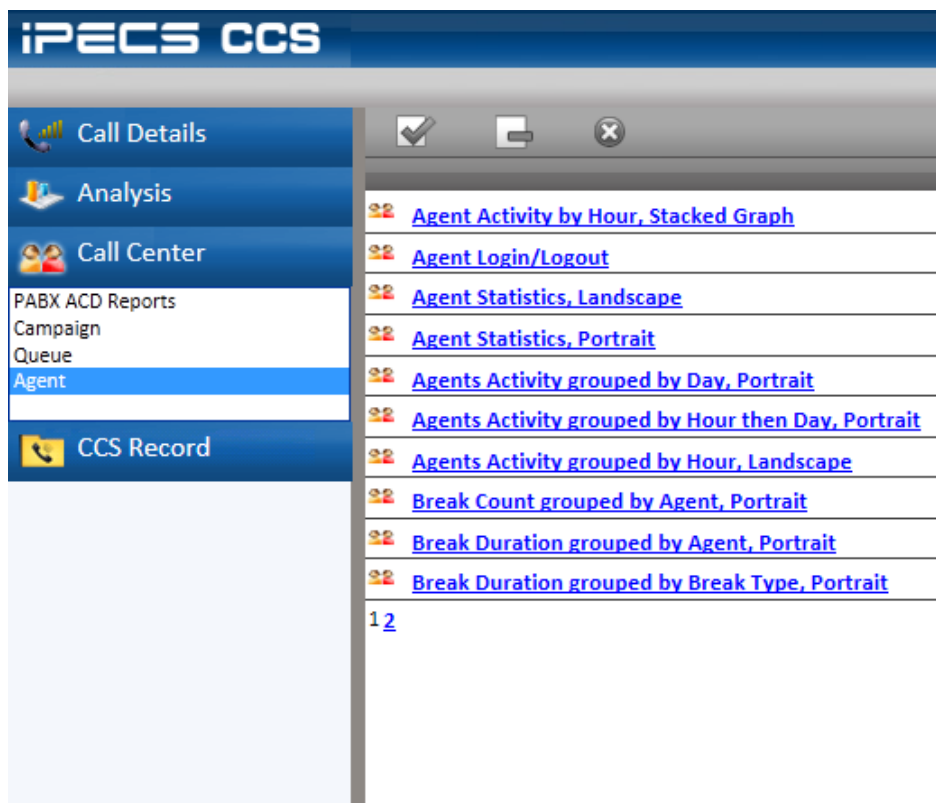 iPECS CCS
Call Details
Analysis
Call Center
PABX ACD Reports
Campaign
Queue
Agent
CCS Record
Agent Activity by Hour, Stacked Graph
Agent Login/Logout
Agent Statistics, Landscape
Agent Statistics, Portrait
Agents Activity grouped by Day, Portrait
Agents Activity grouped by Hour then Day, Portrait
Agents Activity grouped by Hour, Landscape
Break Count grouped by Agent, Portrait
Break Duration grouped by Agent, Portrait
Break Duration grouped by Break Type, Portrait
1 2